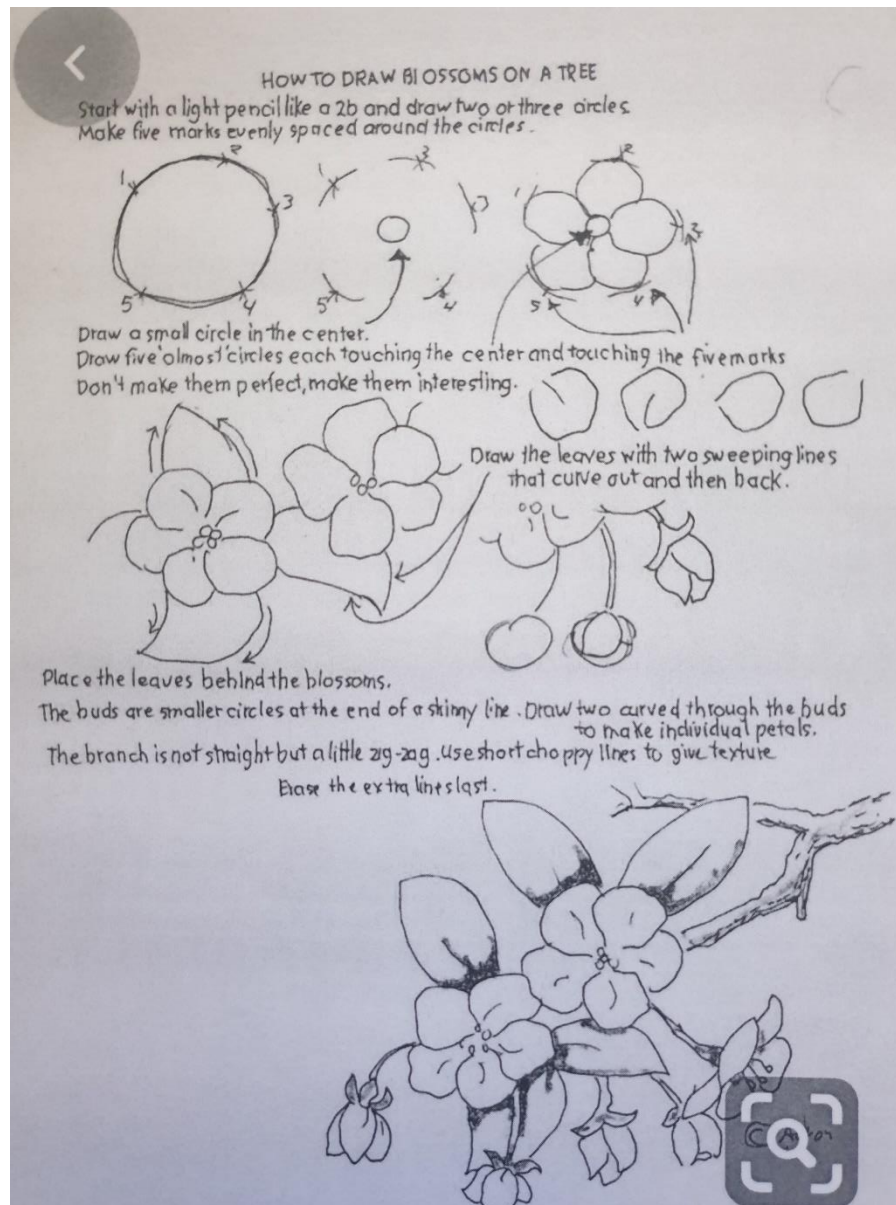 HOW TO DRAW BLOSSOMS ON A TREE
Start with a light pencil like a 2b and draw two or three circles.
Make five marks evenly spaced around the circles.
1 2 3 4 5
1 2 3 4 5
1 2 3 4 5
Draw a small circle in the center.
Draw five "almost" circles each touching the center and touching the five marks
Don't make them perfect, make them interesting.
Draw the leaves with two sweeping lines
that curve out and then back.
Place the leaves behind the blossoms.
The buds are smaller circles at the end of a skinny line. Draw two curved through the buds
to make individual petals.
The branch is not straight but a little zig-zag. Use short choppy lines to give texture
Erase the extra lines last.